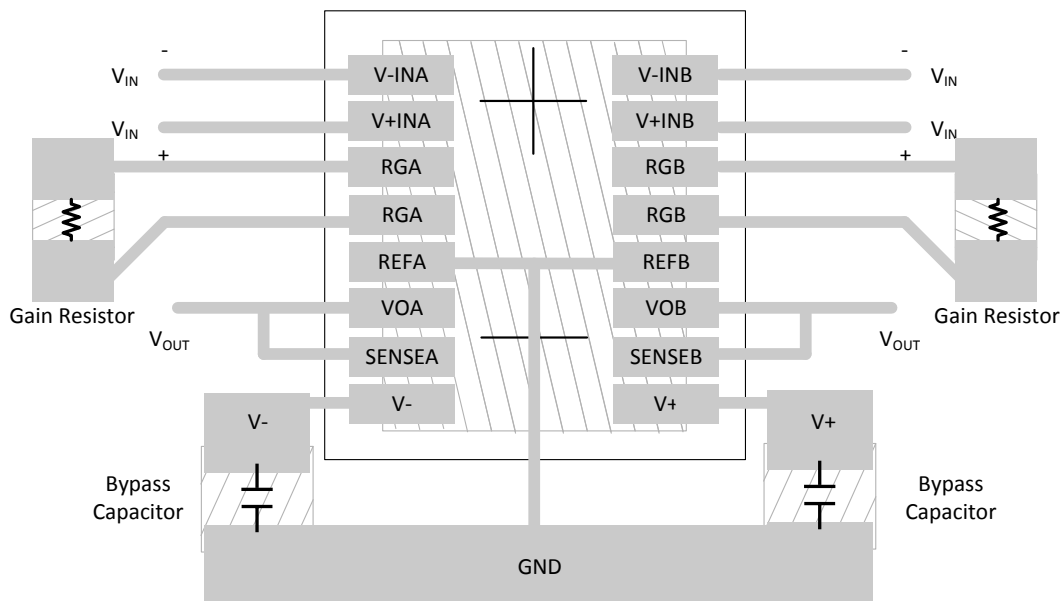 -
-
V-INA
V-INB
VIN
VIN
V+INA
V+INB
VIN
VIN
+
+
RGA
RGB
RGA
RGB
REFA
REFB
Gain Resistor
VOA
VOB
Gain Resistor
VOUT
VOUT
SENSEA
SENSEB
V-
V+
V-
V+
Bypass
Capacitor
Bypass
Capacitor
GND